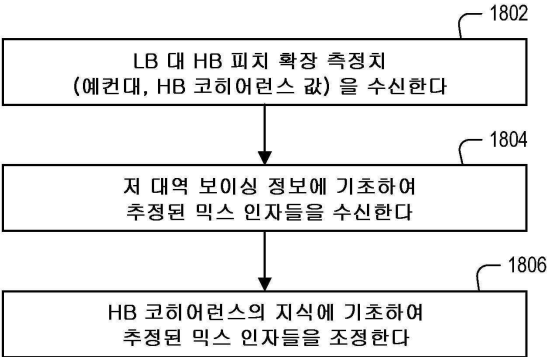 1802
LB 대 HB 피치 확장 측정치
(예컨대, HB 코히어런스 값) 을 수신한다
1804
저 대역 보이싱 정보에 기초하여
추정된 믹스 인자들을 수신한다
1806
HB 코히어런스의 지식에 기초하여
추정된 믹스 인자들을 조정한다